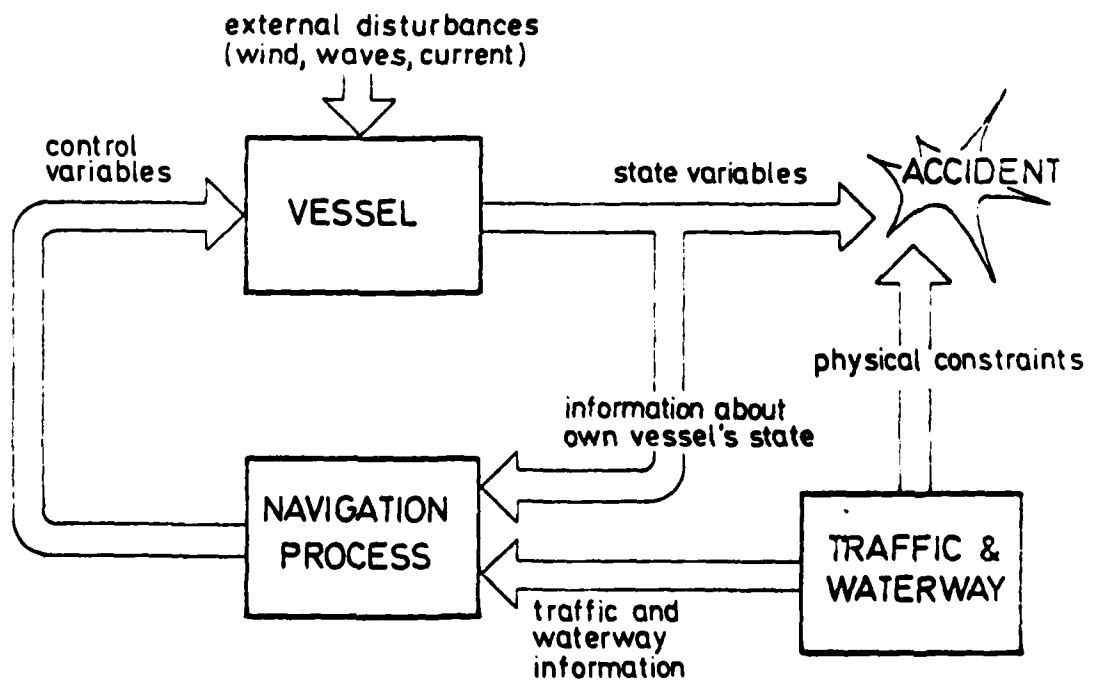 external disturbances
(wind, waves, current)
control
variables
VESSEL
state variables
ACCIDENT
physical constraints
information about
own vessel's state
NAVIGATION
PROCESS
TRAFFIC &
WATERWAY
traffic and
waterway
information